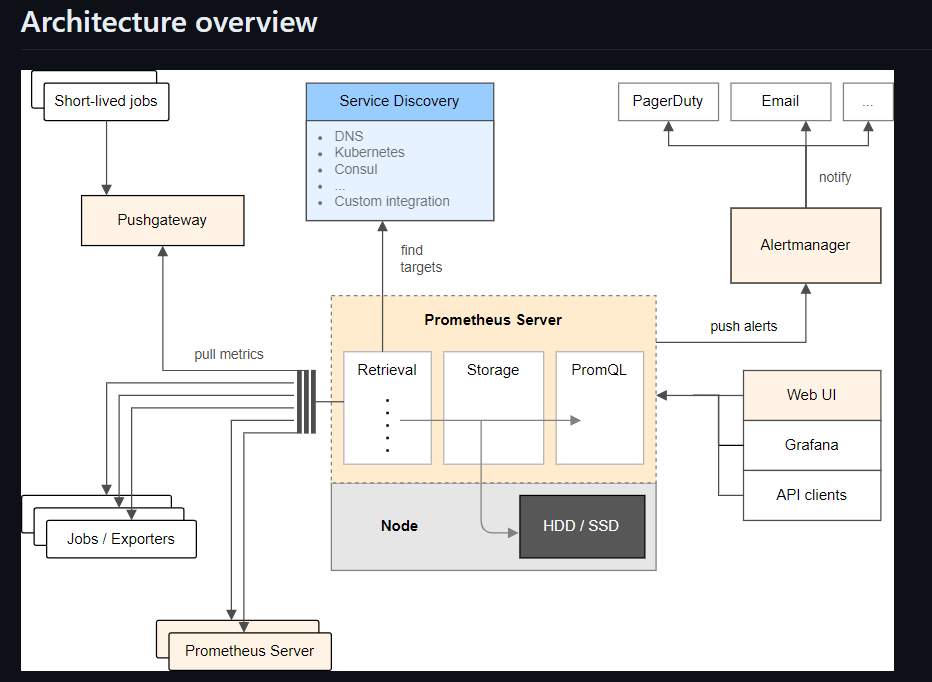 Architecture overview
Short-lived jobs
Service Discovery
• DNS
• Kubernetes
• Consul
• ...
• Custom integration
PagerDuty
Email
...
notify
Pushgateway
Alertmanager
find
targets
Prometheus Server
push alerts
pull metrics
Retrieval
Storage
PromQL
Web UI
Grafana
API clients
Node
HDD / SSD
Jobs / Exporters
Prometheus Server